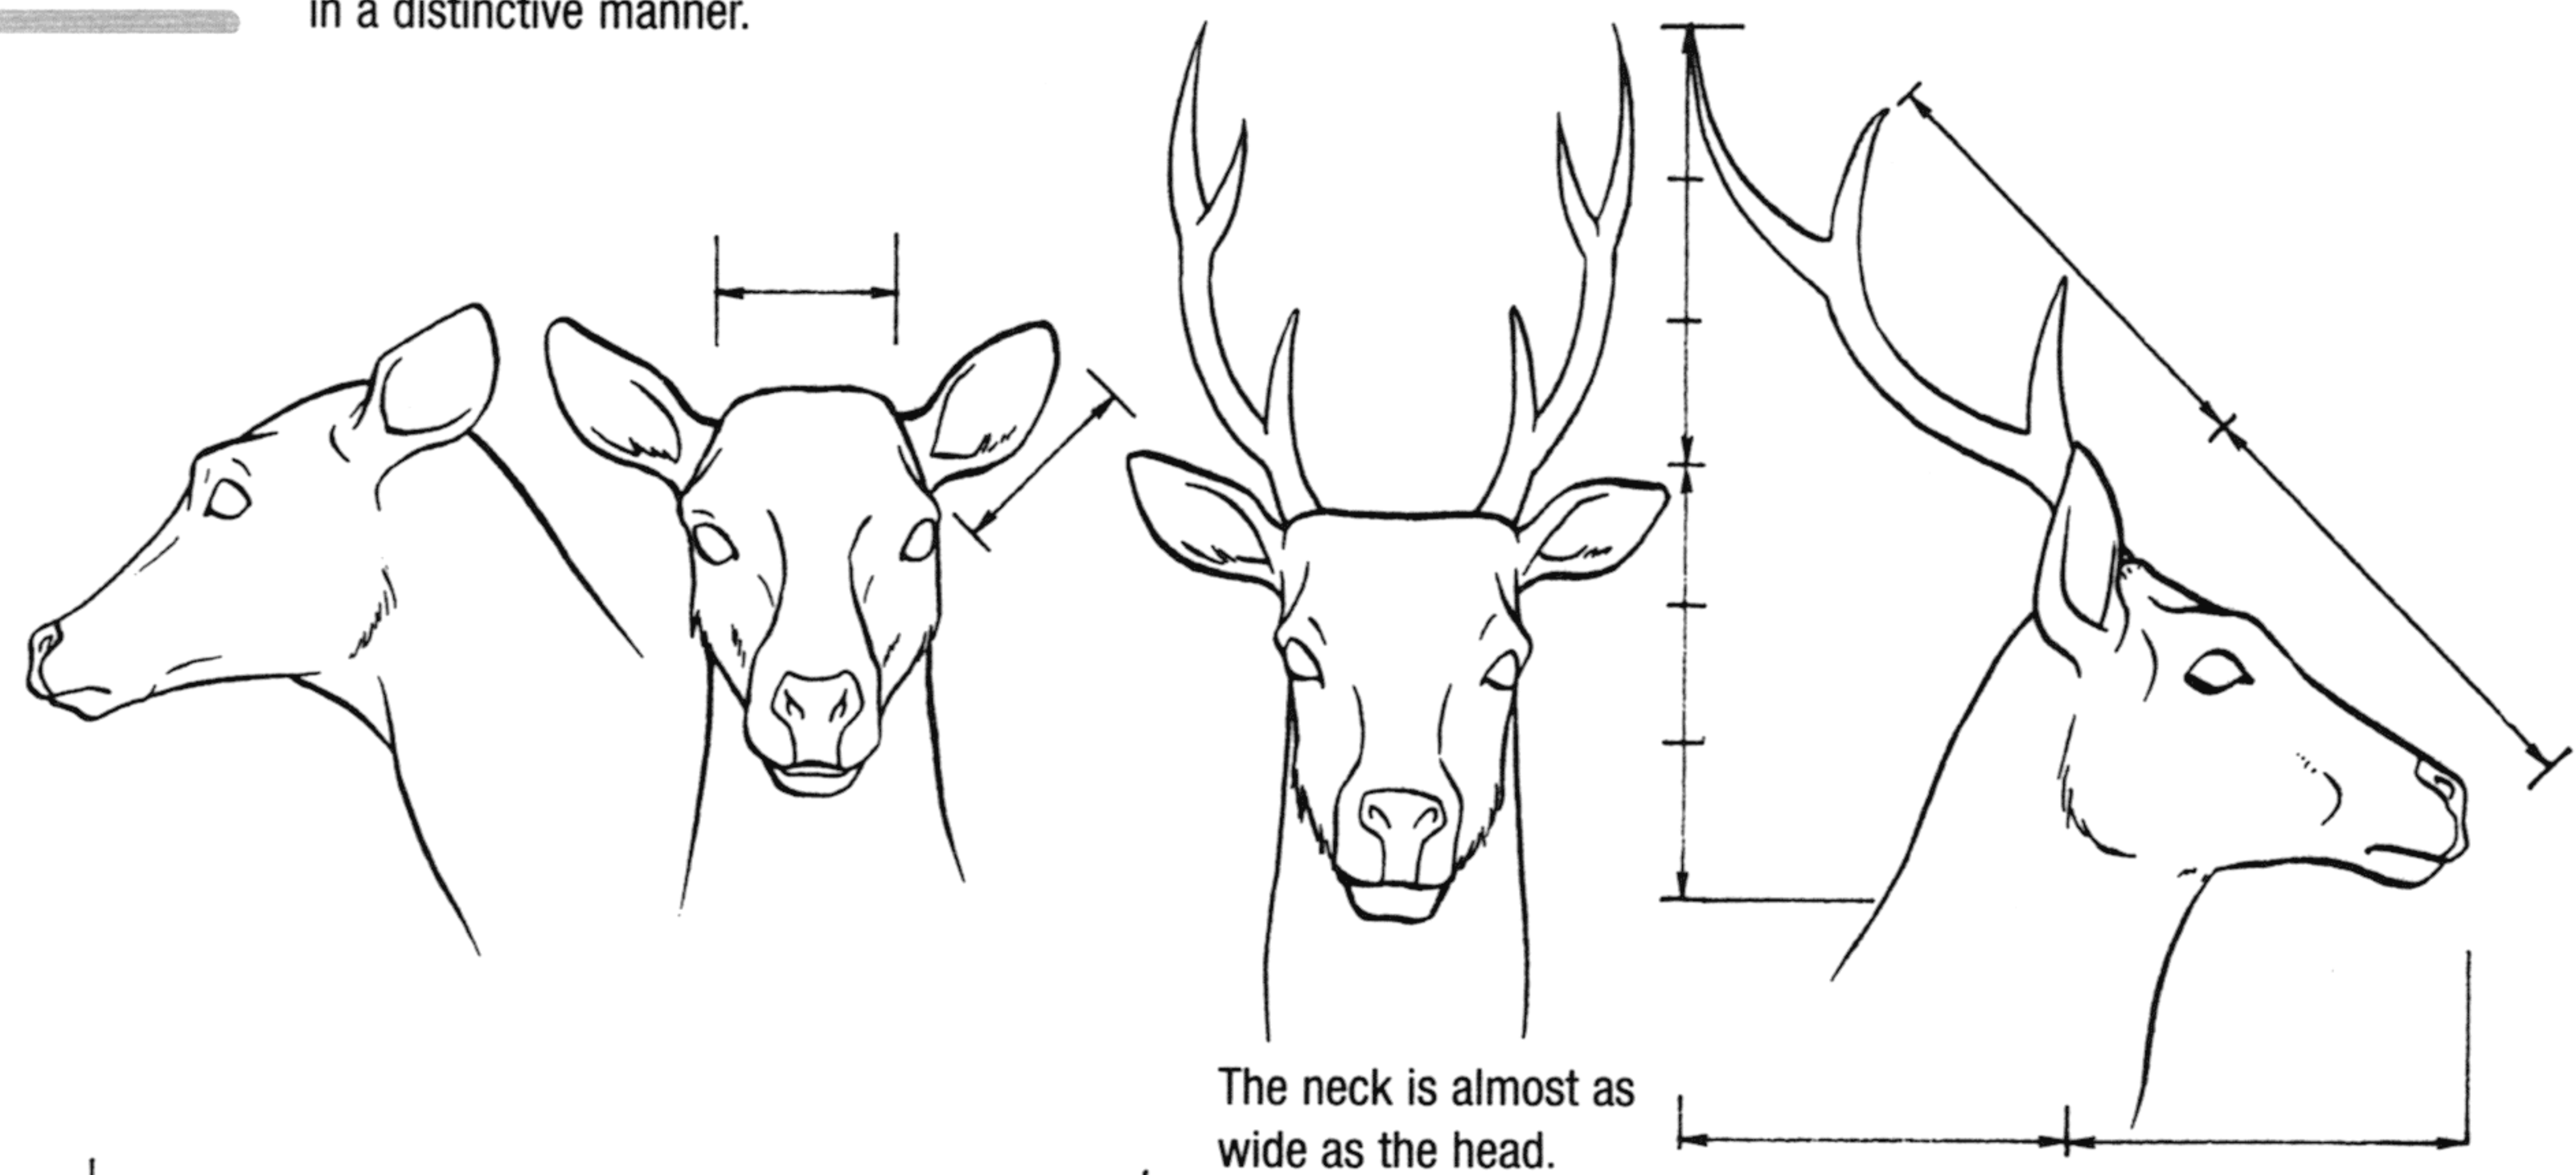 in a distinctive manner.
The neck is almost as
wide as the head.